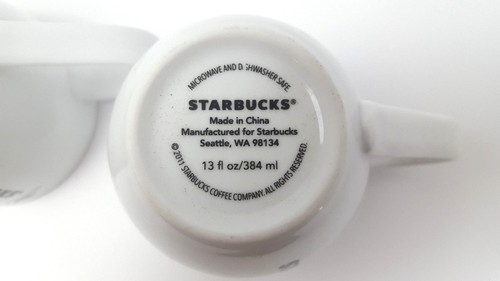 MICROWAVE AND DISHWASHER SAFE.
STARBUCKS®
Made in China
Manufactured for Starbucks
Seattle, WA 98134
13 fl oz/384 ml
© 2011 STARBUCKS COFFEE COMPANY. ALL RIGHTS RESERVED.